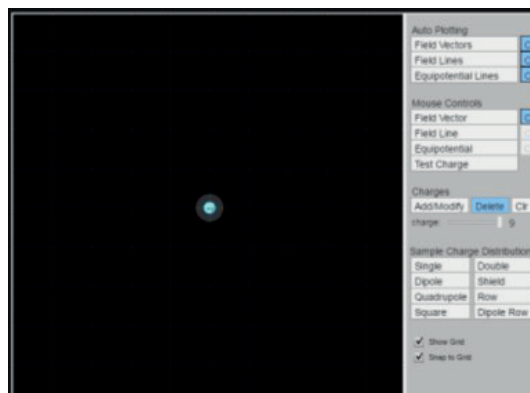 Auto Plotting
Field Vectors
Field Lines
Equipotential Lines
Mouse Controls
Field Vector
Field Line
Equipotential
Test Charge
Charges
Add/Modify Delete Clr
charge: 9
Sample Charge Distribution
Single Double
Dipole Shield
Quadrupole Row
Square Dipole Row
Show Grid
Snap to Grid